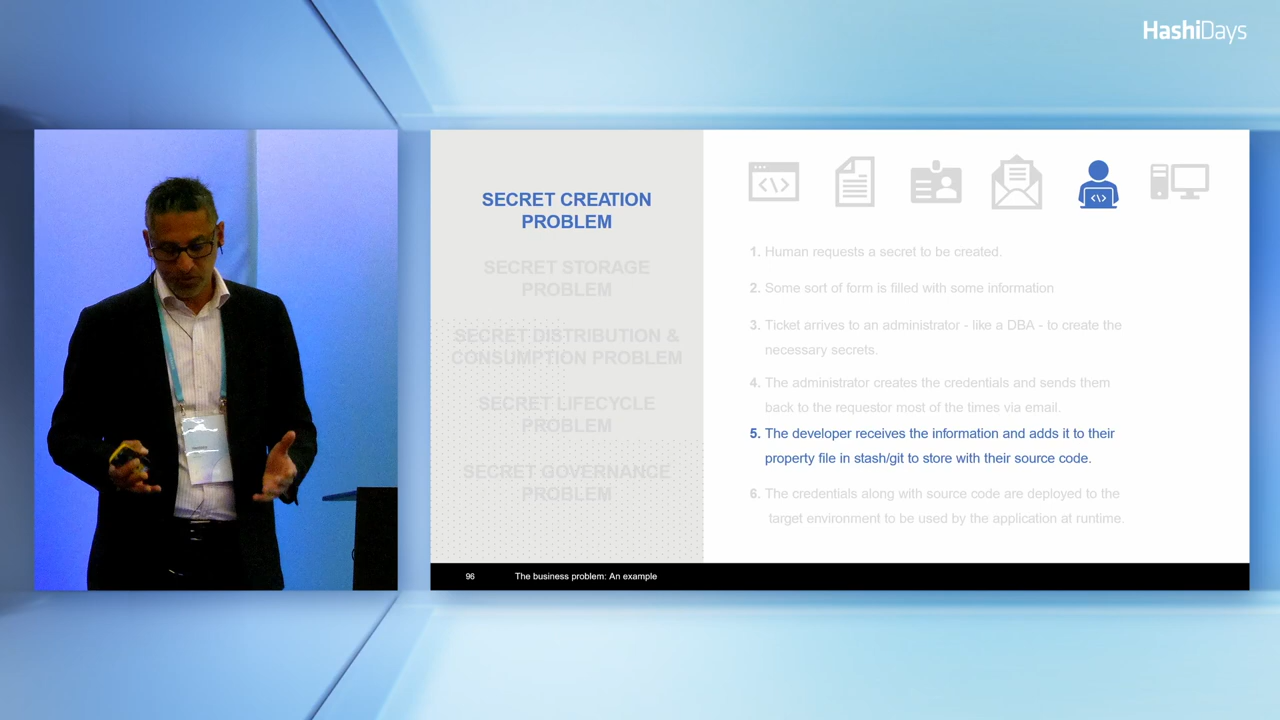 HashiDays
SECRET CREATION
PROBLEM
SECRET STORAGE
PROBLEM
SECRET DISTRIBUTION &
CONSUMPTION PROBLEM
SECRET LIFECYCLE
PROBLEM
SECRET GOVERNANCE
PROBLEM
1. Human requests a secret to be created.
2. Some sort of form is filled with some information
3. Ticket arrives to an administrator - like a DBA - to create the
necessary secrets.
4. The administrator creates the credentials and sends them
back to the requestor most of the times via email.
5. The developer receives the information and adds it to their
property file in stash/git to store with their source code.
6. The credentials along with source code are deployed to the
target environment to be used by the application at runtime.
96
The business problem: An example